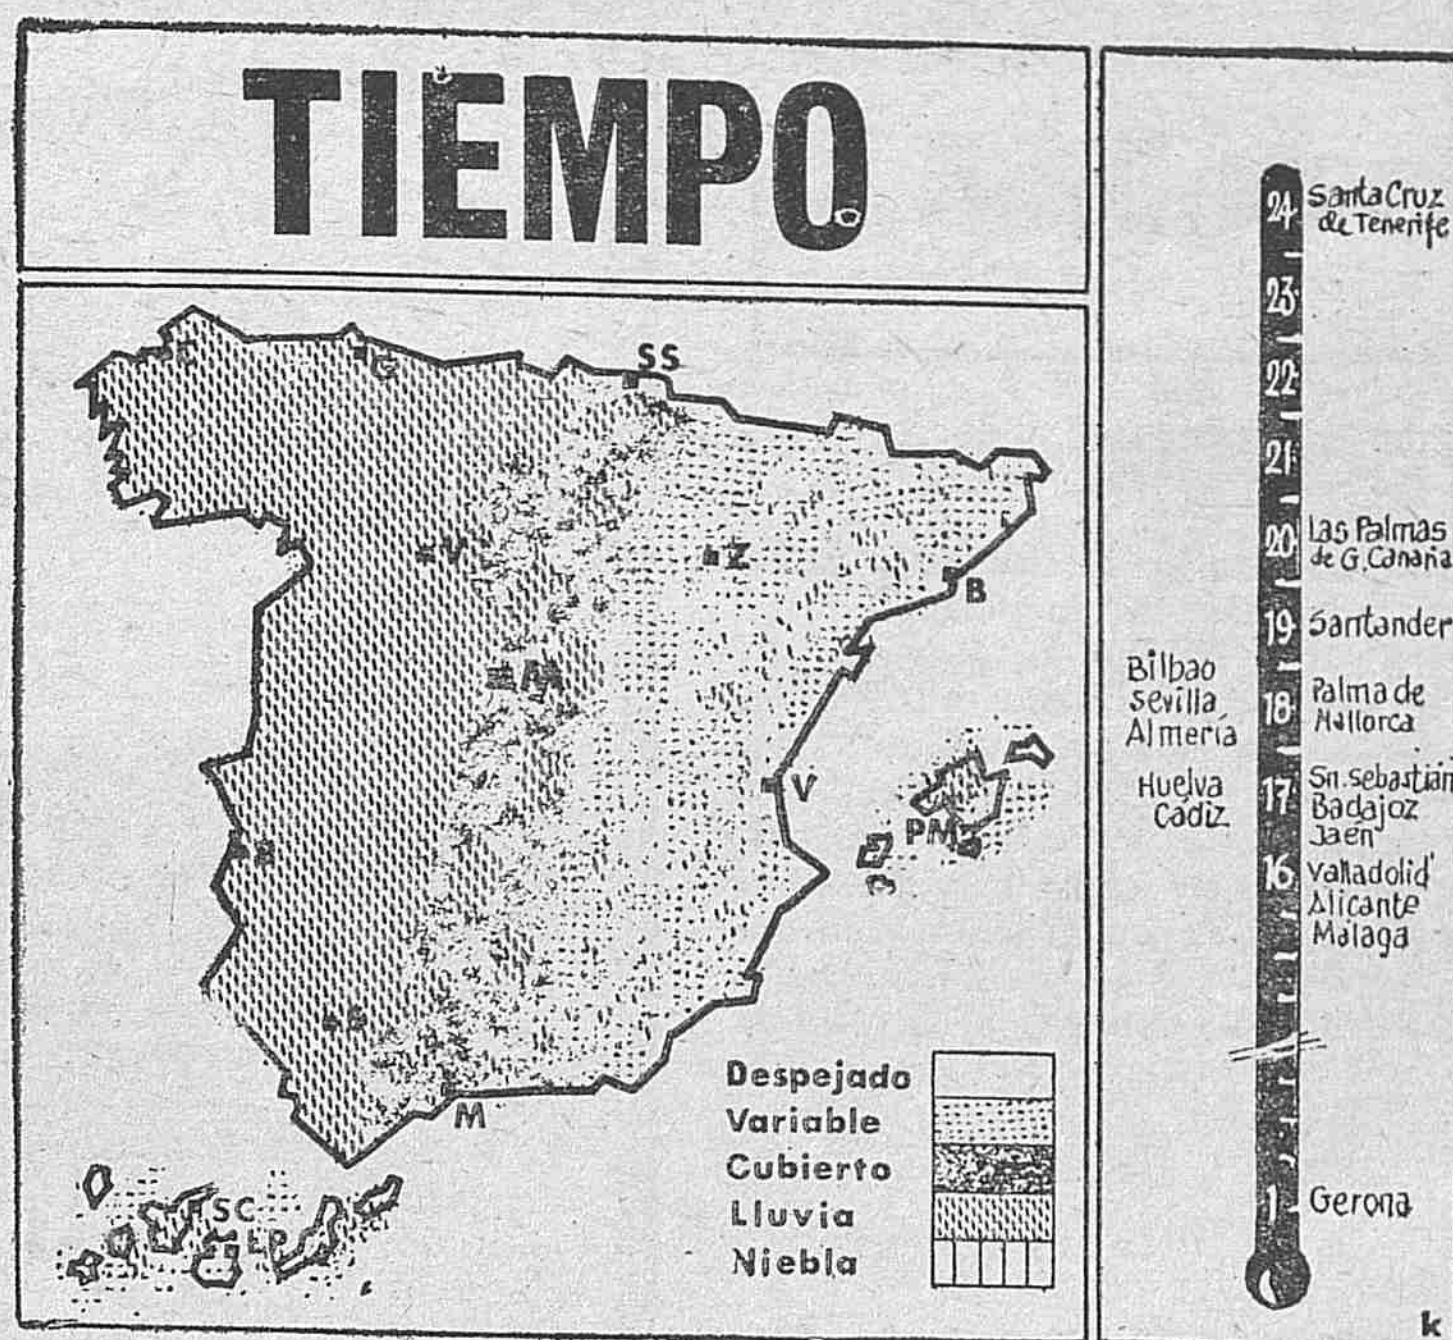 TIEMPO
C
G
SS
V
Z
B
M
V
PM
B
S
M
SC
LP
Despejado
Variable
Cubierto
Lluvia
Niebla
24 Santa Cruz
de Tenerife
23
22
21
20 Las Palmas
de G. Canaria
19 Santander
Bilbao
Sevilla
Almería
18 Palma de
Mallorca
Huelva
Cádiz
17 Sn. Sebastián
Badajoz
Jaén
16 Valladolid
Alicante
Málaga
1 Gerona
k